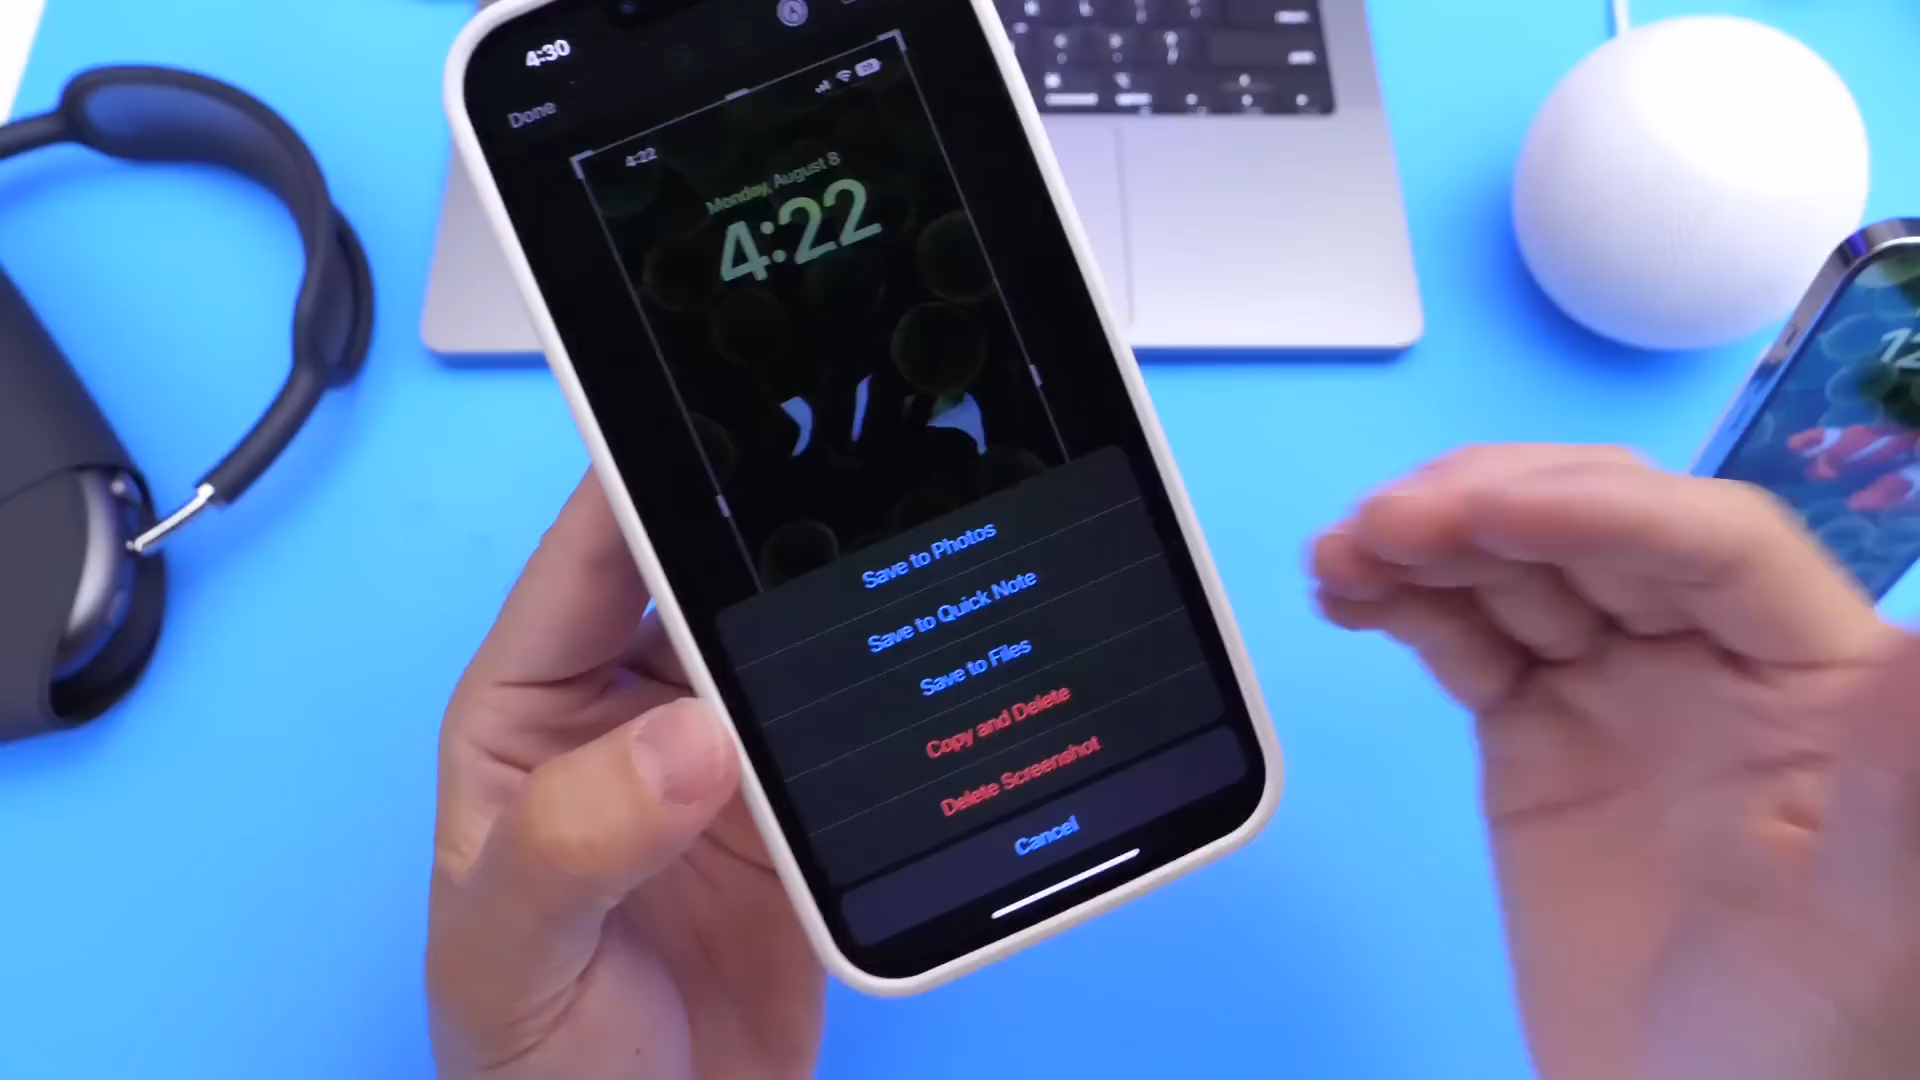 4:30
Done
4:22
Monday, August 8
4:22
Save to Photos
Save to Quick Note
Save to Files
Copy and Delete
Delete Screenshot
Cancel